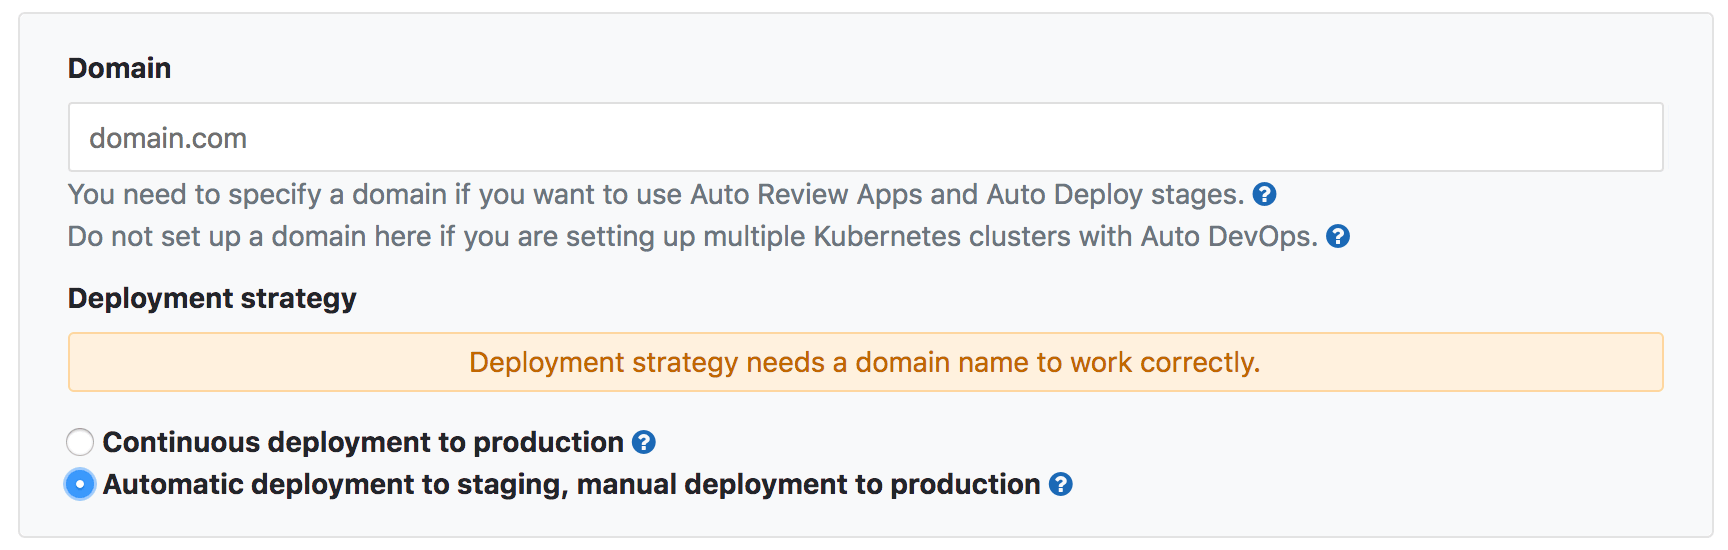 Domain
domain.com
You need to specify a domain if you want to use Auto Review Apps and Auto Deploy stages. ?
Do not set up a domain here if you are setting up multiple Kubernetes clusters with Auto DevOps. ?
Deployment strategy
Deployment strategy needs a domain name to work correctly.
Continuous deployment to production ?
Automatic deployment to staging, manual deployment to production ?